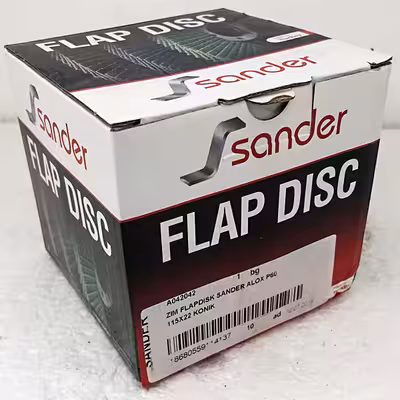 FLAP DISC
sander
sander
FLAP DISC
sander
FLAP DISC
1 bg
A042042
ZIM FLAPDISK SANDER ALOX P60
115X22 KONIK
10 ad
SANDER